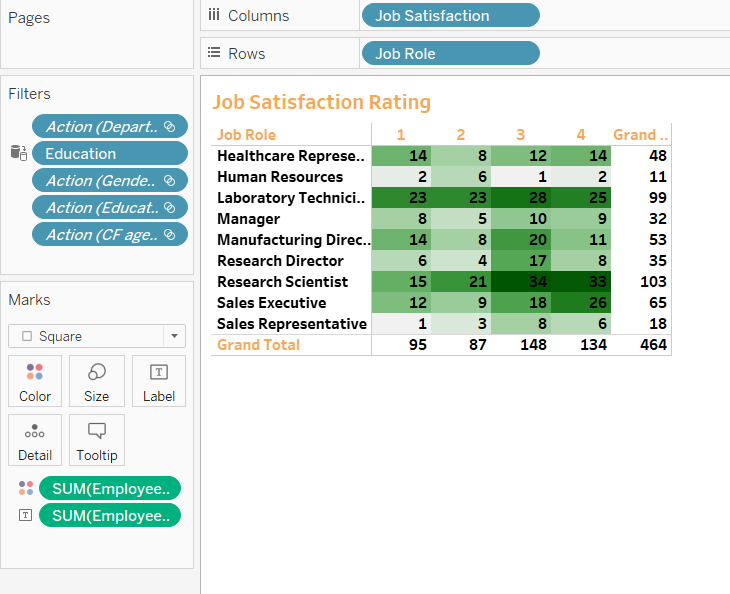 Pages
Columns Job Satisfaction
Rows Job Role
Filters
Action (Depart..
Education
Action (Gende..
Action (Educat..
Action (CF age..
Marks
Square
Color Size Label
Detail Tooltip
SUM(Employee..
SUM(Employee..
Job Satisfaction Rating
Job Role 1 2 3 4 Grand ..
Healthcare Represe.. 14 8 12 14 48
Human Resources 2 6 1 2 11
Laboratory Technici.. 23 23 28 25 99
Manager 8 5 10 9 32
Manufacturing Direc.. 14 8 20 11 53
Research Director 6 4 17 8 35
Research Scientist 15 21 34 33 103
Sales Executive 12 9 18 26 65
Sales Representative 1 3 8 6 18
Grand Total 95 87 148 134 464